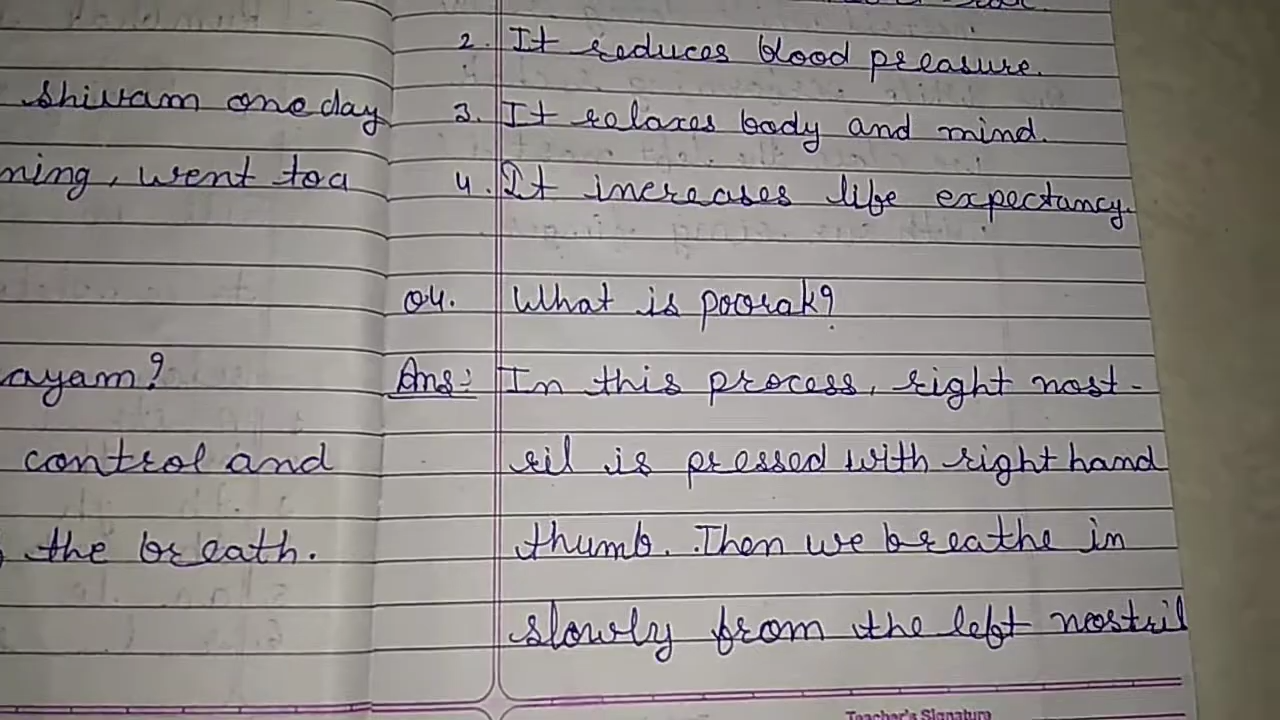 shivam one day
ning, went to a
ayam?
control and
the breath.
2. It reduces blood preasure.
3. It relaxes body and mind.
4. It increases life expectancy.
Q4. What is poorak?
Ans: In this process, right nost-
ril is pressed with right hand
thumb. Then we breathe in
slowly from the left nostril
Teacher's Signature